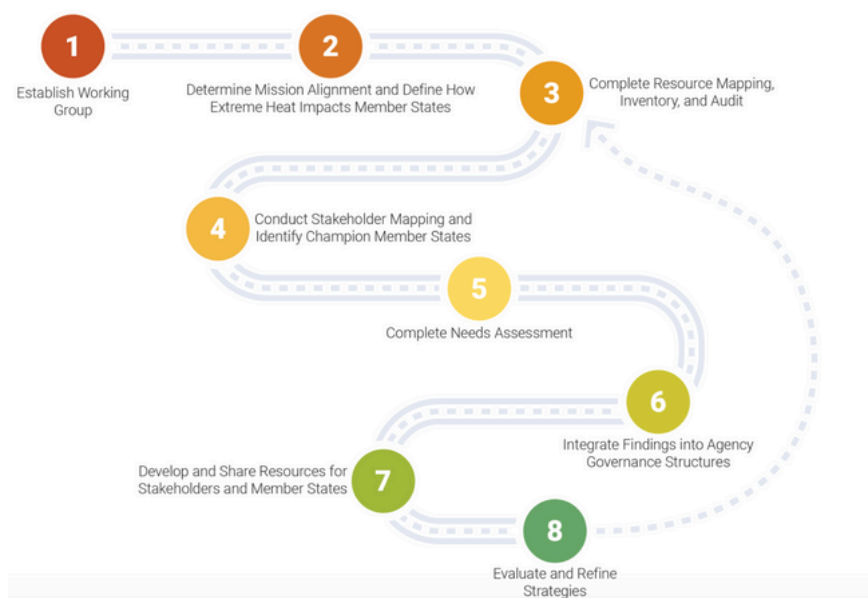 1
Establish Working
Group
2
Determine Mission Alignment and Define How
Extreme Heat Impacts Member States
3
Complete Resource Mapping,
Inventory, and Audit
4
Conduct Stakeholder Mapping and
Identify Champion Member States
5
Complete Needs Assessment
6
Integrate Findings into Agency
Governance Structures
7
Develop and Share Resources for
Stakeholders and Member States
8
Evaluate and Refine
Strategies